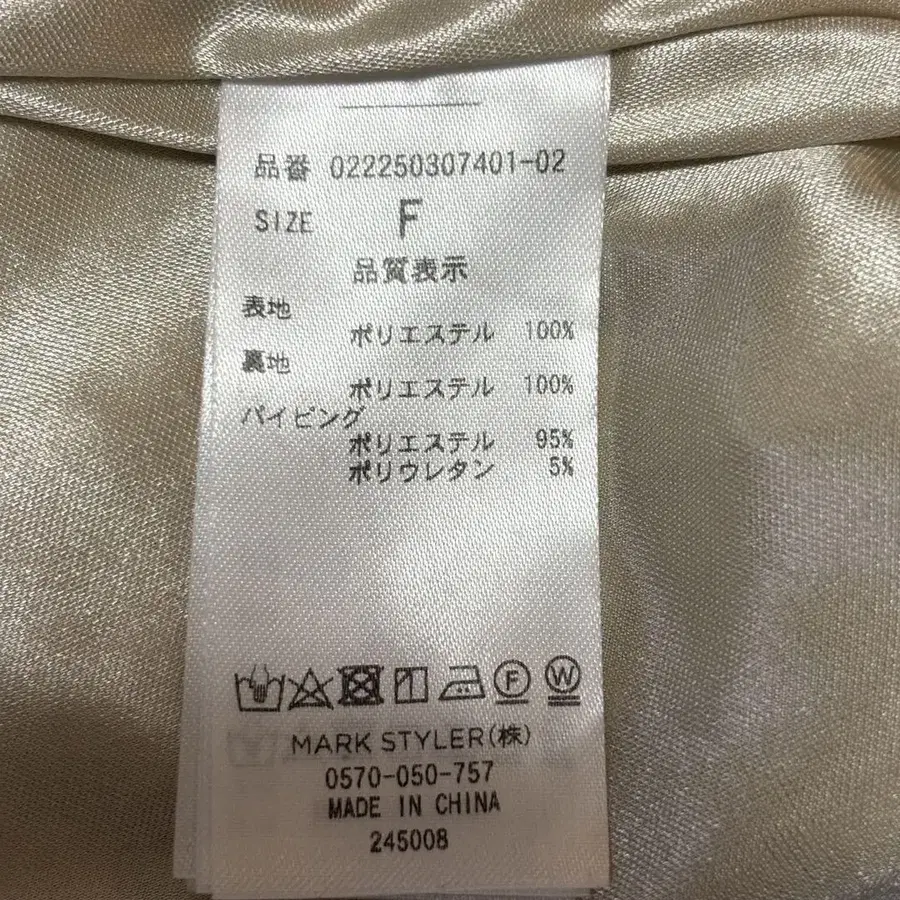 品番 022250307401-02
SIZE F
品質表示
表地
ポリエステル 100%
裏地
ポリエステル 100%
パイピング
ポリエステル 95%
ポリウレタン 5%
F W
MARK STYLER(株)
0570-050-757
MADE IN CHINA
245008